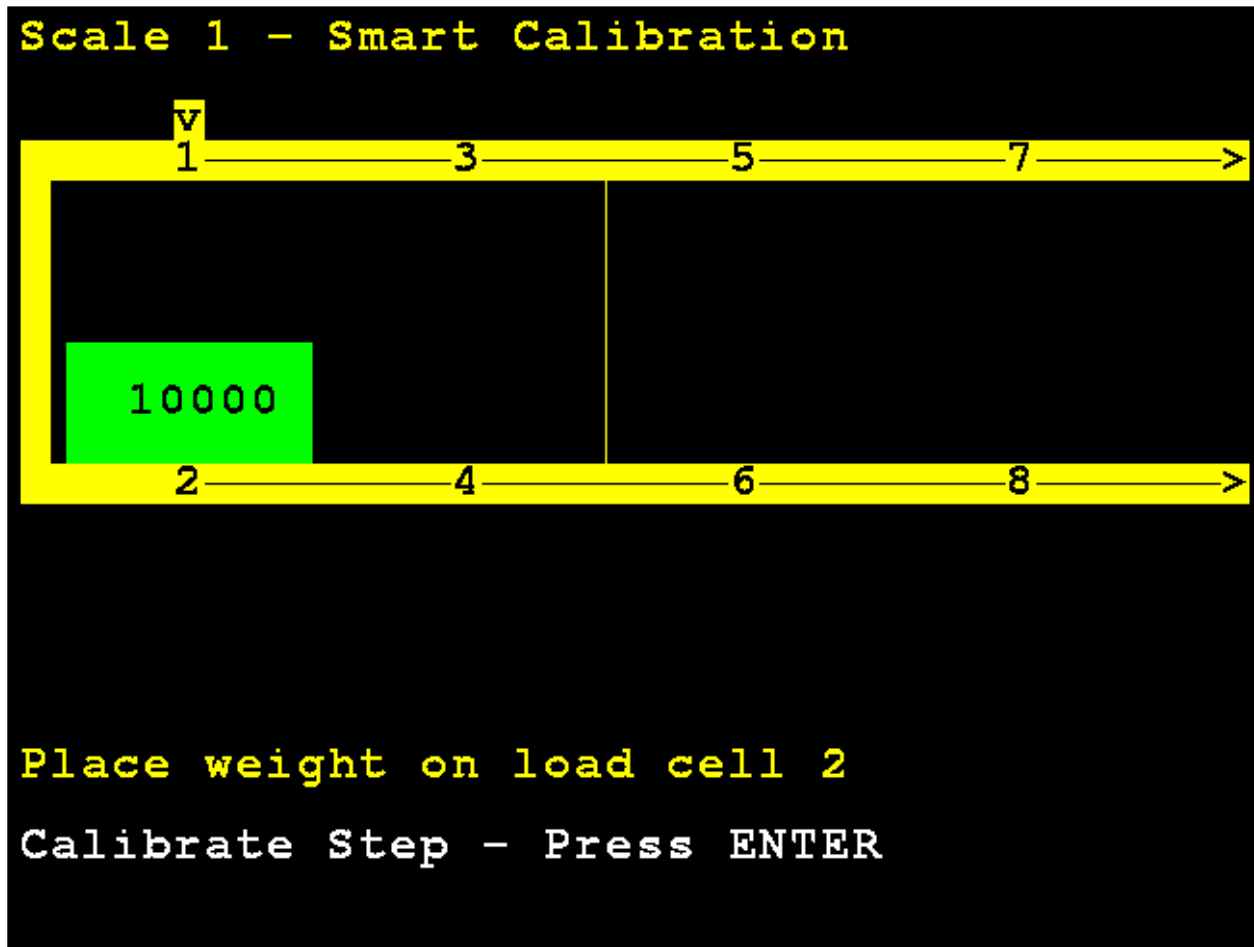 Scale 1 - Smart Calibration
v
1 3 5 7 >
10000
2 4 6 8 >
Place weight on load cell 2
Calibrate Step - Press ENTER